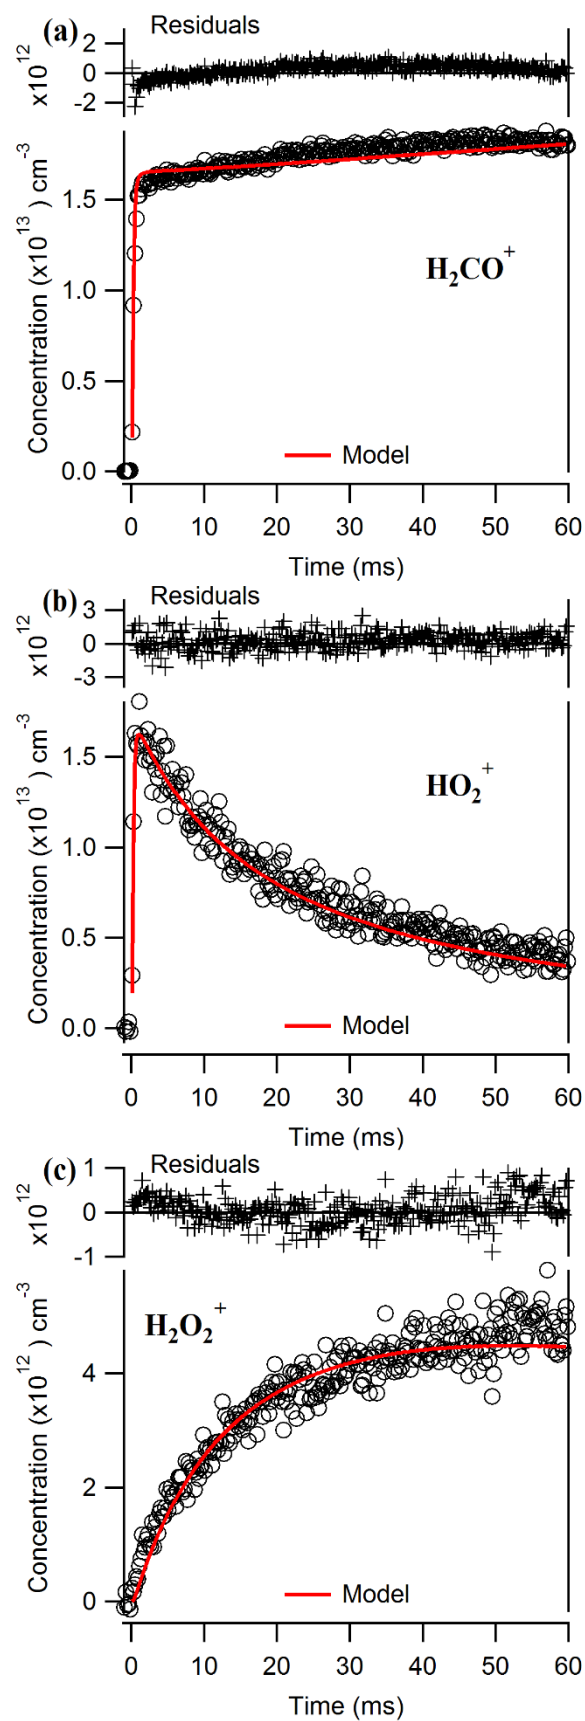 (a) Residuals
x10^12
2
0
-2
Concentration (x10^13) cm^-3
1.5
1.0
0.5
0.0
H₂CO⁺
Model
0 10 20 30 40 50 60
Time (ms)
(b) Residuals
x10^12
3
0
-3
Concentration (x10^13) cm^-3
1.5
1.0
0.5
0.0
HO₂⁺
Model
0 10 20 30 40 50 60
Time (ms)
(c) Residuals
x10^12
1
0
-1
Concentration (x10^12) cm^-3
4
2
0
H₂O₂⁺
Model
0 10 20 30 40 50 60
Time (ms)